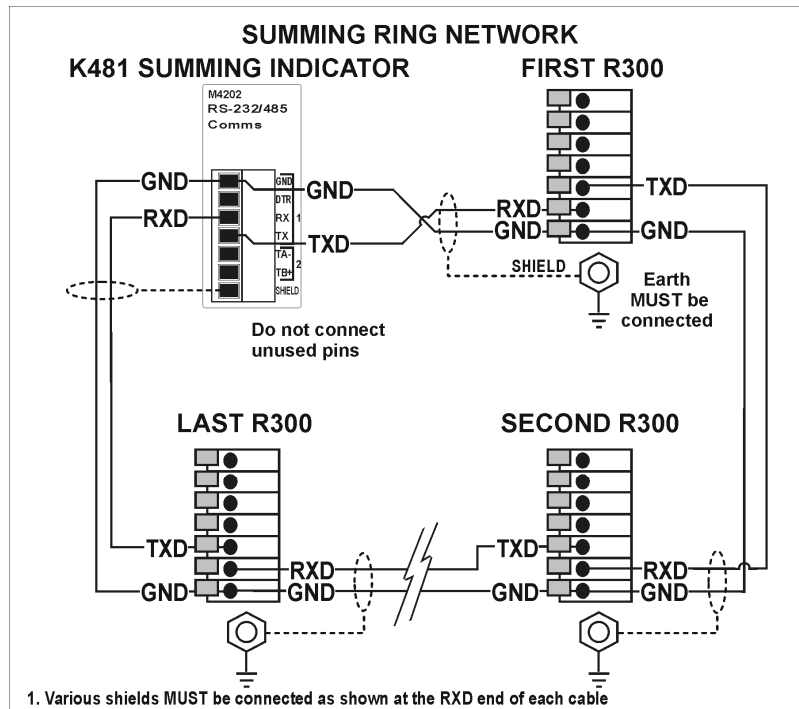 SUMMING RING NETWORK
K481 SUMMING INDICATOR
FIRST R300
M4202
RS-232/485
Comms
GND
GND
GND
DTR
RXD
RX
1
TX
TXD
TA-
2
TB+
SHIELD
TXD
RXD
GND
GND
SHIELD
Earth
MUST be
connected
Do not connect
unused pins
LAST R300
SECOND R300
TXD
RXD
GND
GND
TXD
RXD
GND
GND
1. Various shields MUST be connected as shown at the RXD end of each cable